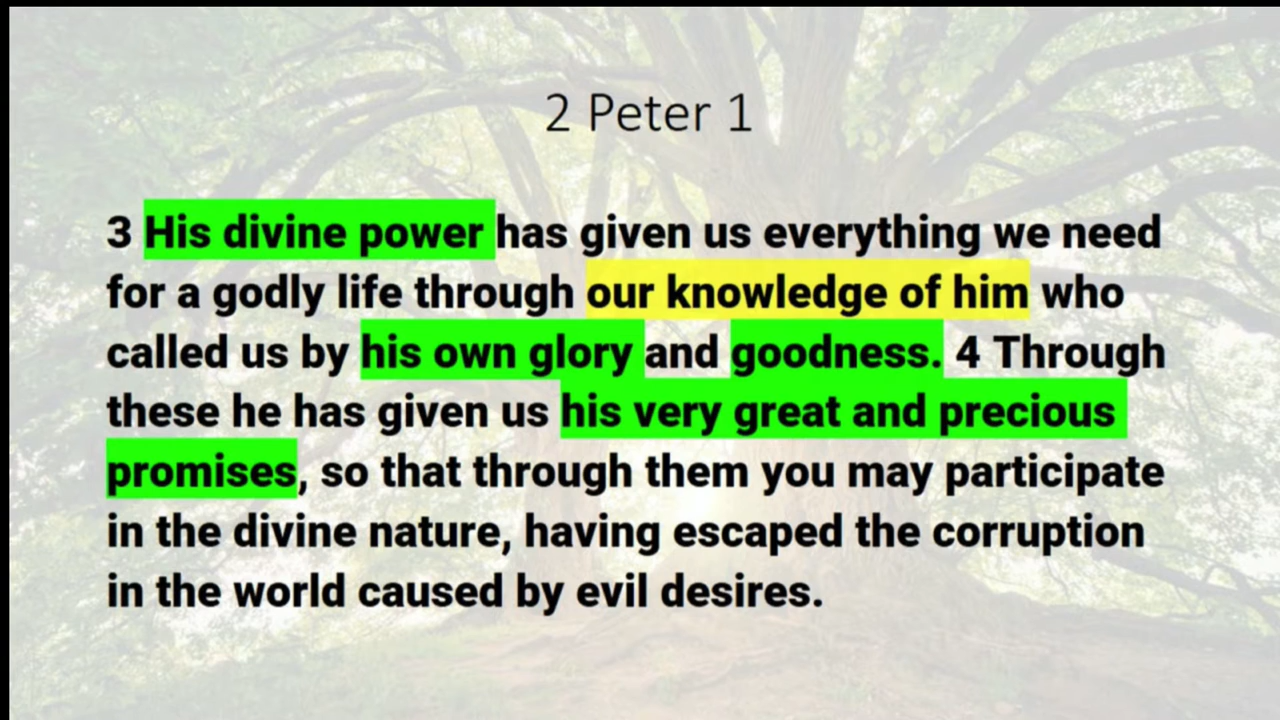 2 Peter 1
3 His divine power has given us everything we need
for a godly life through our knowledge of him who
called us by his own glory and goodness. 4 Through
these he has given us his very great and precious
promises, so that through them you may participate
in the divine nature, having escaped the corruption
in the world caused by evil desires.